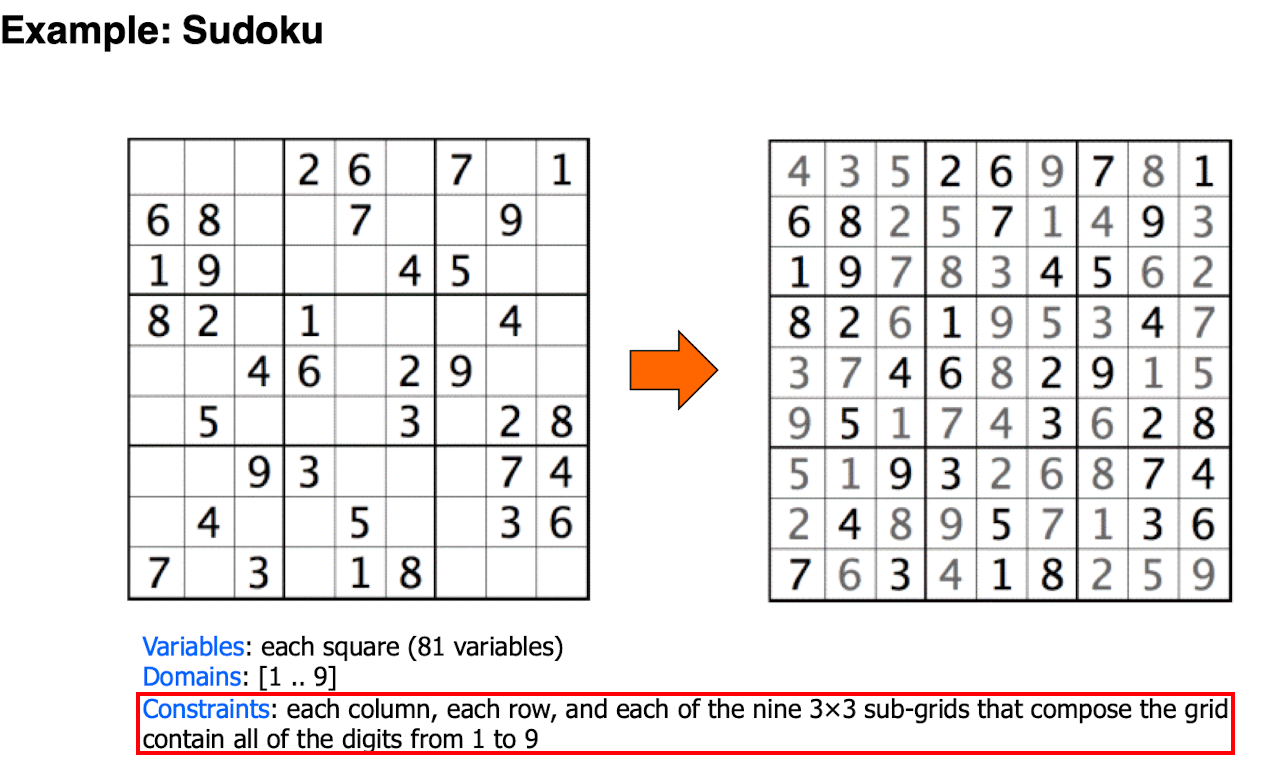 Example: Sudoku
2 6 7 1
6 8 7 9
1 9 4 5
8 2 1 4
4 6 2 9
5 3 2 8
9 3 7 4
4 5 3 6
7 3 1 8
4 3 5 2 6 9 7 8 1
6 8 2 5 7 1 4 9 3
1 9 7 8 3 4 5 6 2
8 2 6 1 9 5 3 4 7
3 7 4 6 8 2 9 1 5
9 5 1 7 4 3 6 2 8
5 1 9 3 2 6 8 7 4
2 4 8 9 5 7 1 3 6
7 6 3 4 1 8 2 5 9
Variables: each square (81 variables)
Domains: [1 .. 9]
Constraints: each column, each row, and each of the nine 3×3 sub-grids that compose the grid
contain all of the digits from 1 to 9